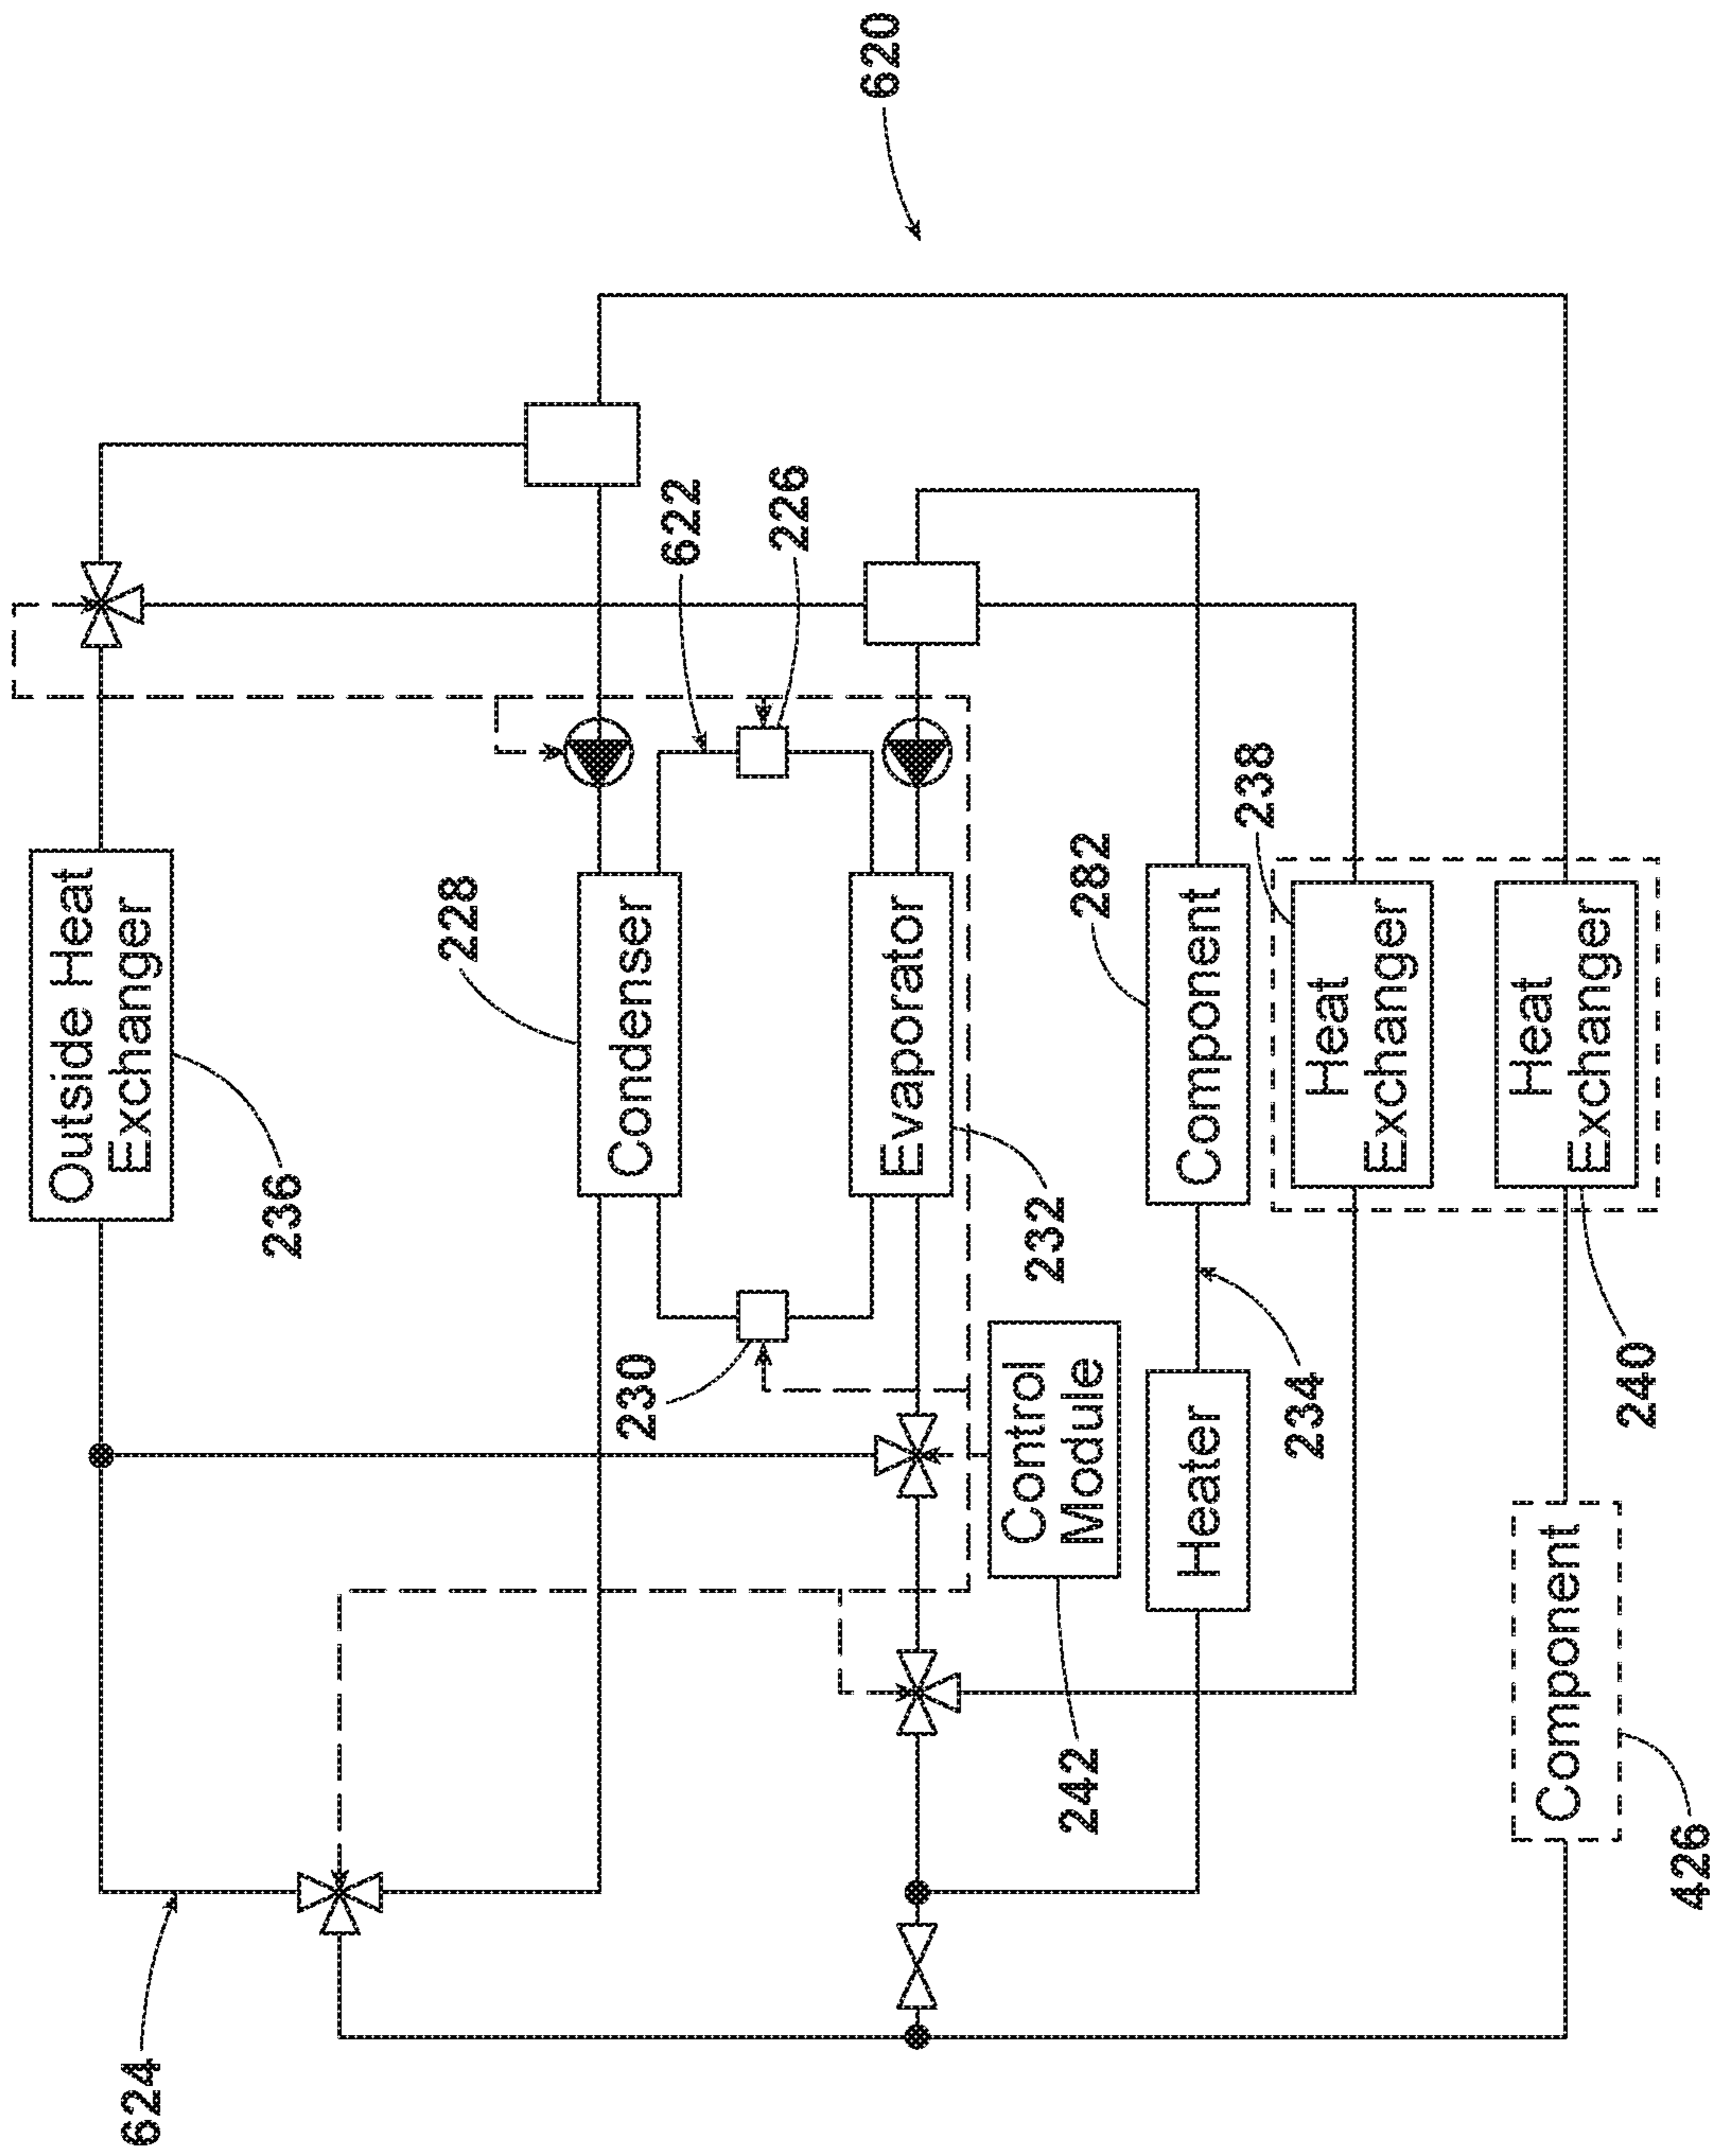 620
Outside Heat
Exchanger
236
622
226
228
Condenser
Evaporator
232
230
282
Component
238
Heat
Exchanger
Heat
Exchanger
240
234
Control
Module
242
Heater
Component
426
624